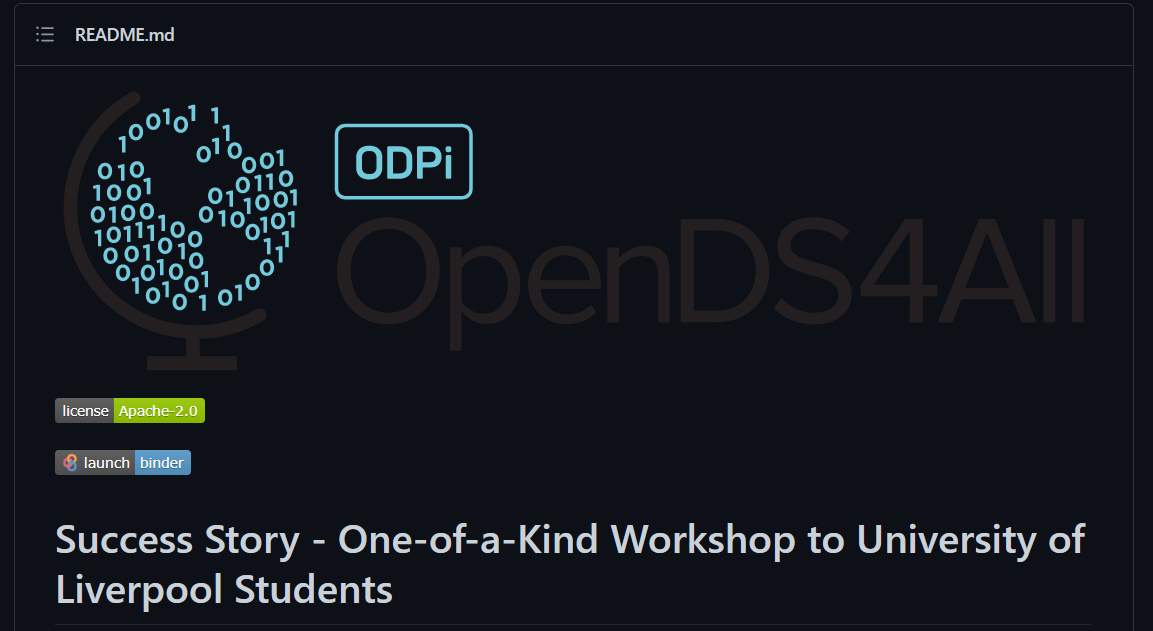 README.md
ODPi
OpenDS4All
license Apache-2.0
launch binder
Success Story - One-of-a-Kind Workshop to University of
Liverpool Students